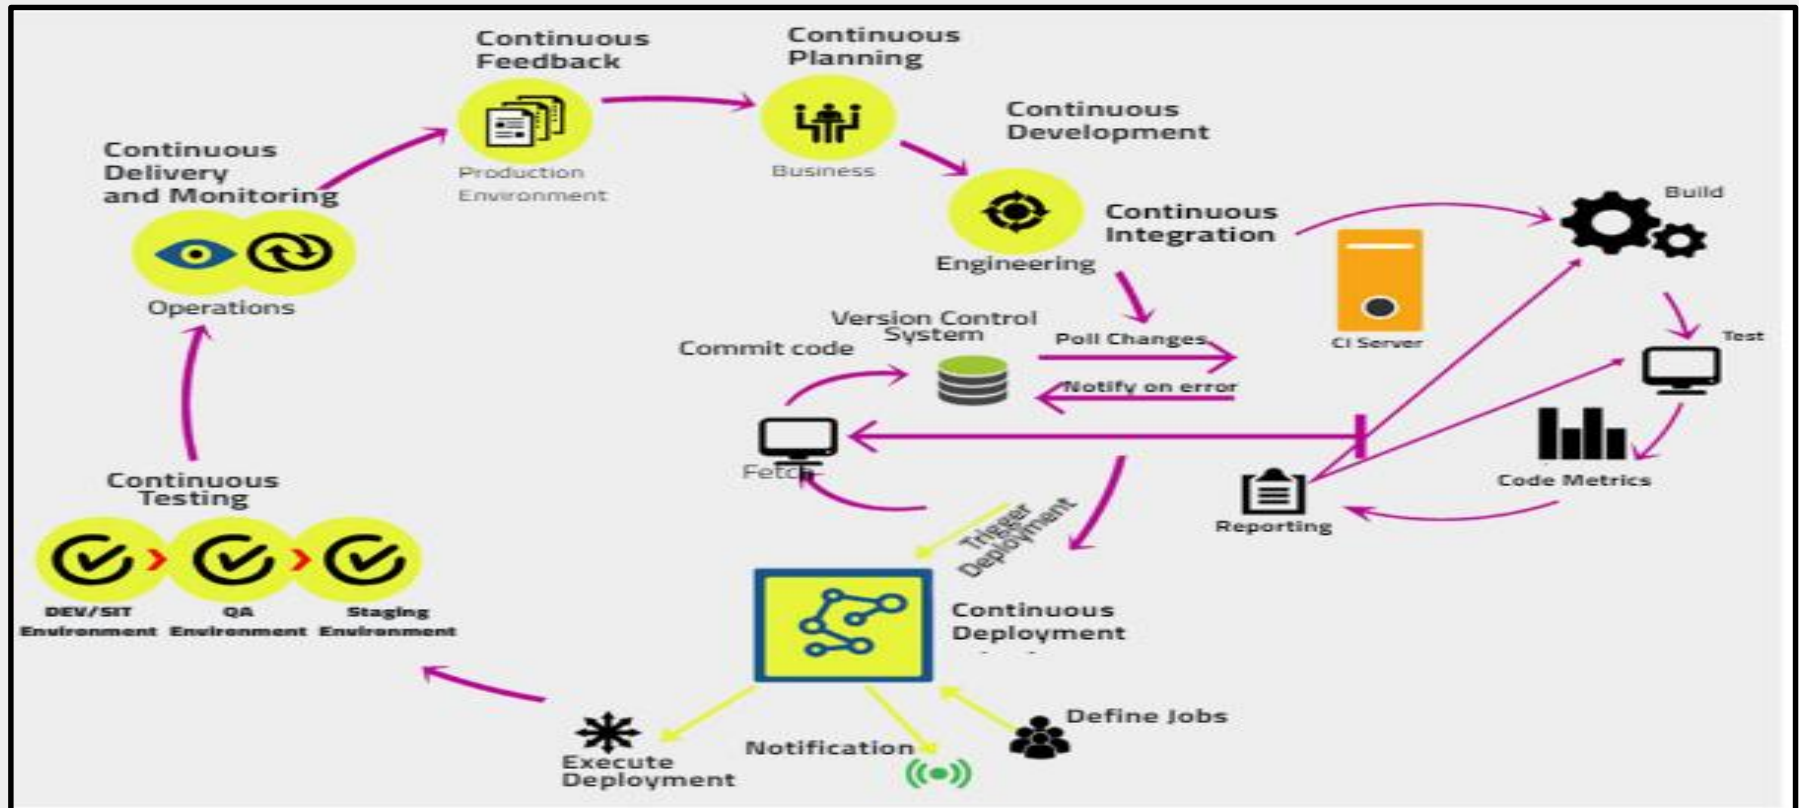 Continuous
Feedback
Production
Environment
Continuous
Planning
Business
Continuous
Development
Engineering
Continuous
Delivery
and Monitoring
Operations
Continuous
Integration
Build
CI Server
Test
Code Metrics
Reporting
Version Control
System
Commit code
Poll Changes
Notify on error
Fetch
Trigger
Deployment
Continuous
Deployment
Define Jobs
Notification
Execute
Deployment
Continuous
Testing
DEV/SIT
Environment
QA
Environment
Staging
Environment